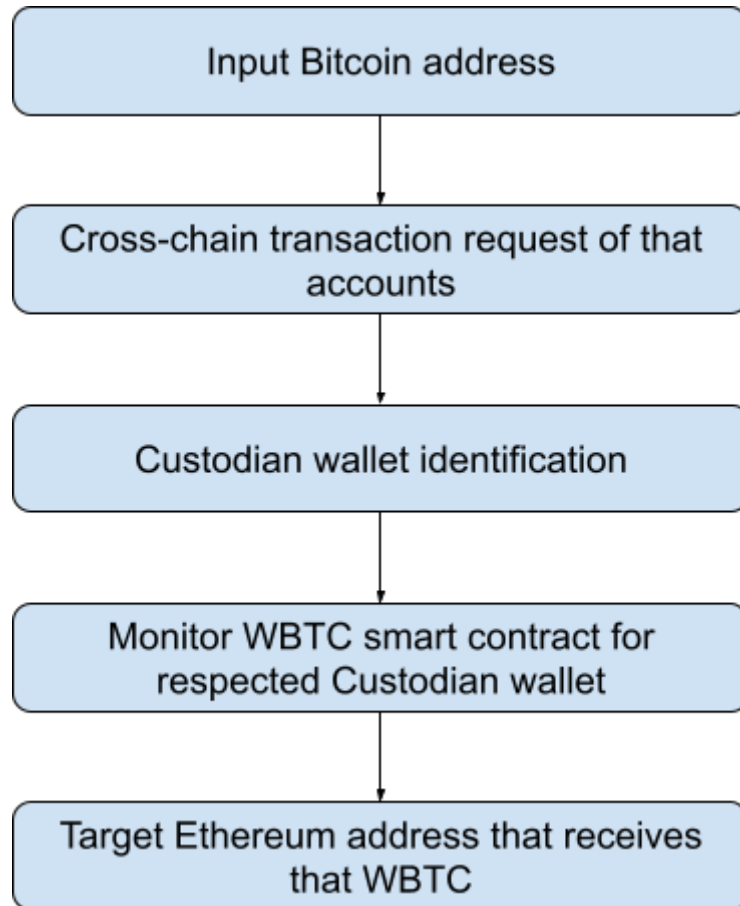 Input Bitcoin address
Cross-chain transaction request of that
accounts
Custodian wallet identification
Monitor WBTC smart contract for
respected Custodian wallet
Target Ethereum address that receives
that WBTC